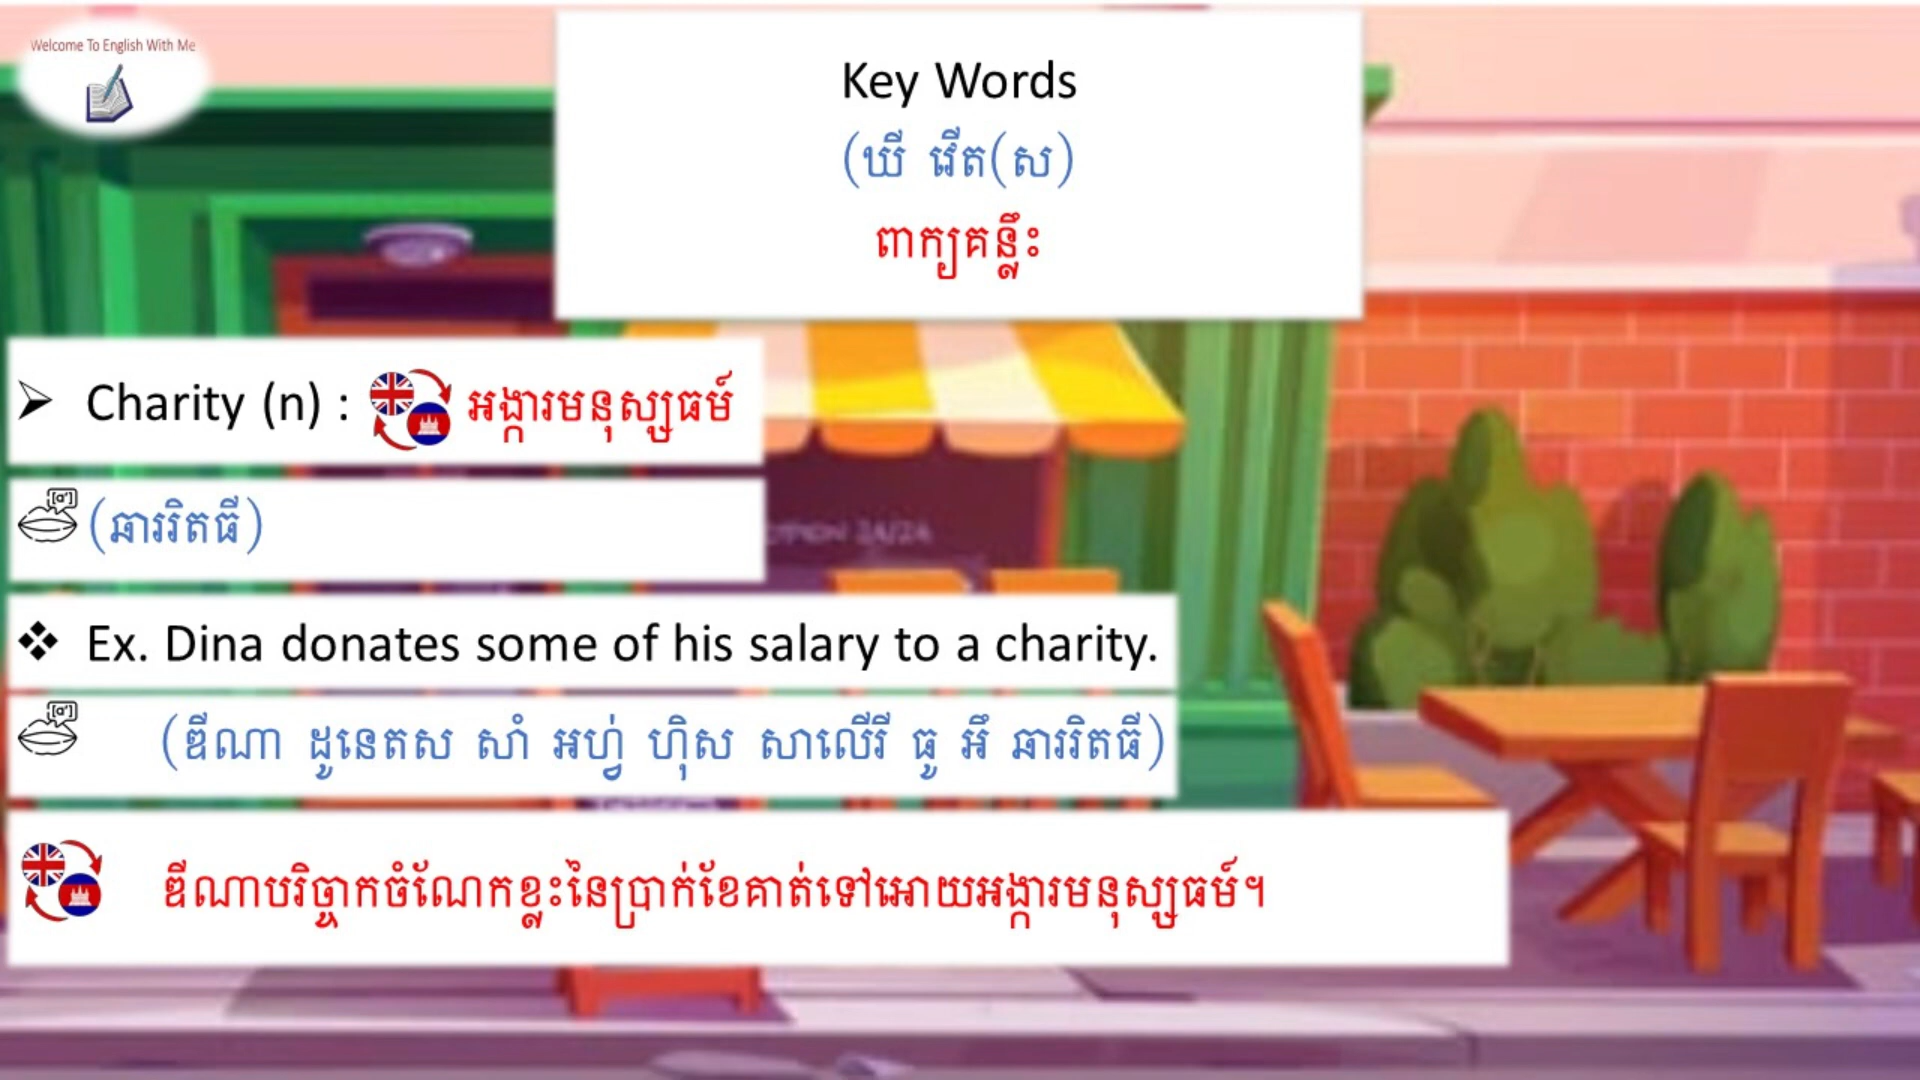 Welcome To English With Me
Key Words
(ឃី វើត(ស)
ពាក្យគន្លឹះ
➢ Charity (n) : អង្ការមនុស្សធម៍
[ɑʹ]
(ឆាររិតធី)
❖ Ex. Dina donates some of his salary to a charity.
[ɑʹ]
(ឌីណា ដូនេតស សាំ អហ្វ់ ហ៊ិស សាលើរី ធូ អឹ ឆាររិតធី)
ឌីណាបរិច្ចាកចំណែកខ្លះនៃប្រាក់ខែគាត់ទៅអោយអង្ការមនុស្សធម៍។